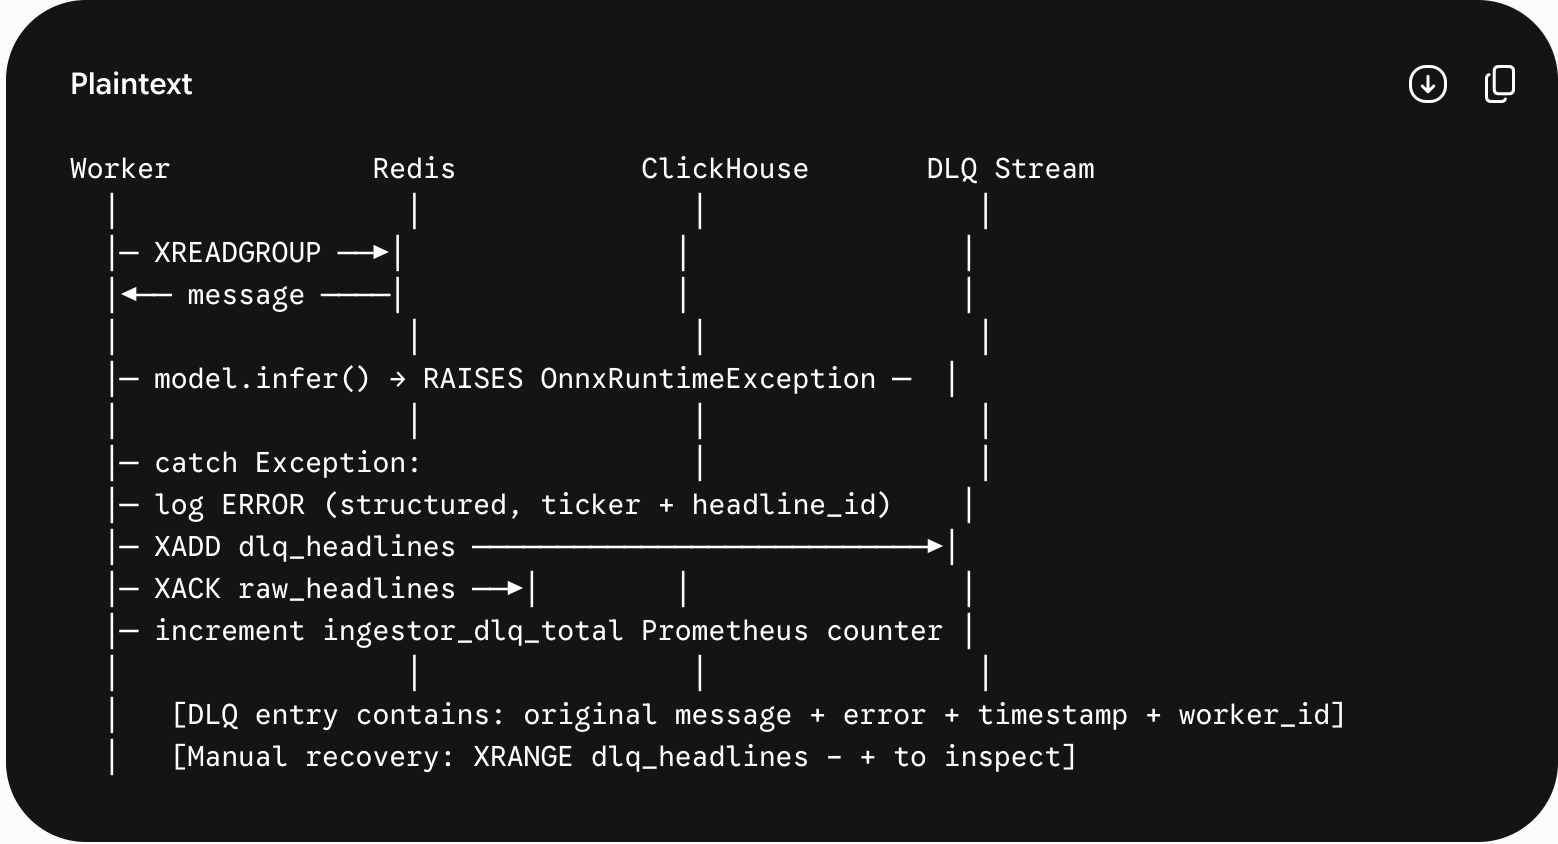 Plaintext
Worker            Redis           ClickHouse       DLQ Stream
  │                 │                │                │
  │─ XREADGROUP ──▶│                │                │
  │◀── message ────│                │                │
  │                 │                │                │
  │─ model.infer() → RAISES OnnxRuntimeException ─  │
  │                 │                │                │
  │─ catch Exception:                │                │
  │─ log ERROR (structured, ticker + headline_id)    │
  │─ XADD dlq_headlines ───────────────────────────▶│
  │─ XACK raw_headlines ──▶│        │                │
  │─ increment ingestor_dlq_total Prometheus counter │
  │                 │                │                │
  │   [DLQ entry contains: original message + error + timestamp + worker_id]
  │   [Manual recovery: XRANGE dlq_headlines - + to inspect]